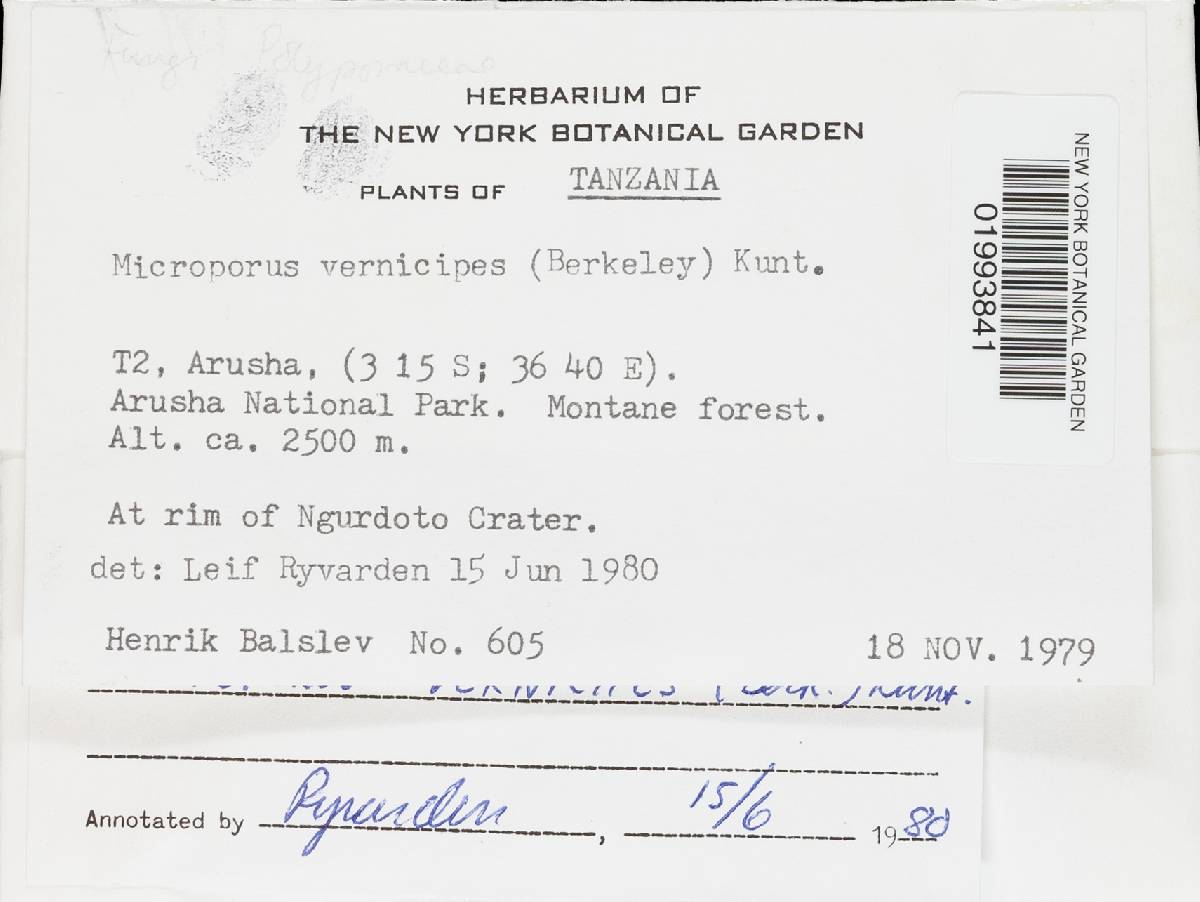 Fungi Polyporaceae
HERBARIUM OF
THE NEW YORK BOTANICAL GARDEN
PLANTS OF TANZANIA
Microporus vernicipes (Berkeley) Kunt.
T2, Arusha, (3 15 S; 36 40 E).
Arusha National Park. Montane forest.
Alt. ca. 2500 m.
At rim of Ngurdoto Crater.
det: Leif Ryvarden 15 Jun 1980
Henrik Balslev No. 605 18 NOV. 1979
NEW YORK BOTANICAL GARDEN
01993841
Annotated by Ryvarden, 15/6 1980